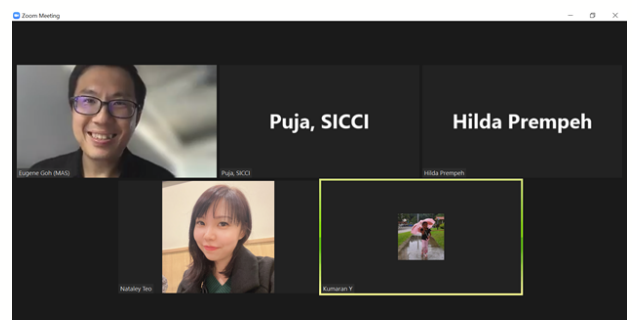 Zoom Meeting
Puja, SICCI
Hilda Prempeh
Eugene Goh (MAS)
Puja, SICCI
Hilda Prempeh
Nataley Teo
Kumaran Y